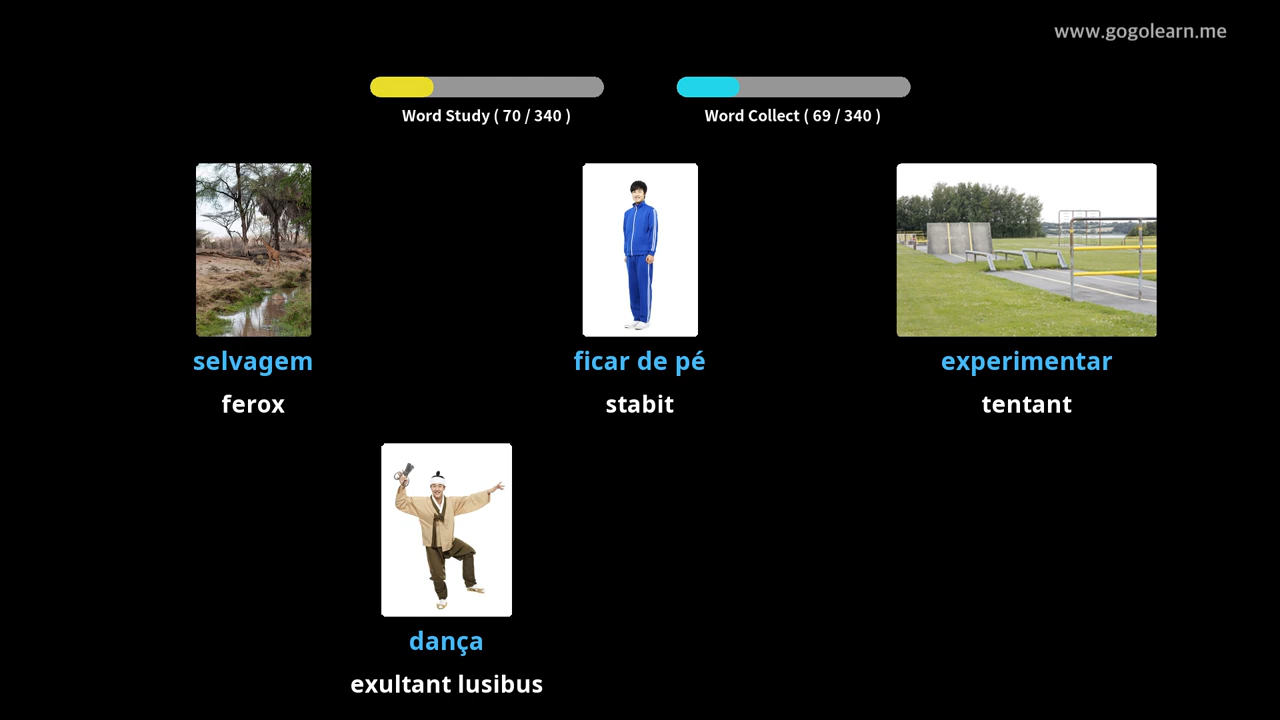 www.gogolearn.me
Word Study ( 70 / 340 )
Word Collect ( 69 / 340 )
selvagem
ferox
ficar de pé
stabit
experimentar
tentant
dança
exultant lusibus